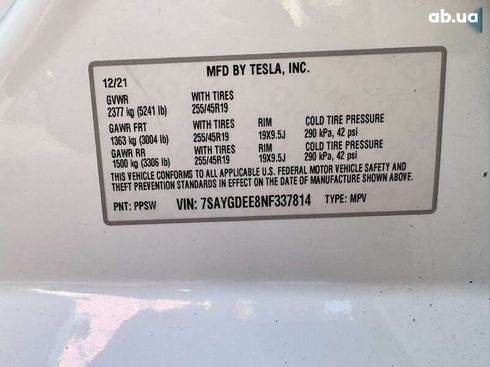 ab.ua
MFD BY TESLA, INC.
12/21
GVWR WITH TIRES
2377 kg (5241 lb) 255/45R19
GAWR FRT WITH TIRES RIM COLD TIRE PRESSURE
1363 kg (3004 lb) 255/45R19 19X9.5J 290 kPa, 42 psi
GAWR RR WITH TIRES RIM COLD TIRE PRESSURE
1500 kg (3306 lb) 255/45R19 19X9.5J 290 kPa, 42 psi
THIS VEHICLE CONFORMS TO ALL APPLICABLE U.S. FEDERAL MOTOR VEHICLE SAFETY AND
THEFT PREVENTION STANDARDS IN EFFECT ON THE DATE OF MANUFACTURE SHOWN ABOVE.
PNT: PPSW VIN: 7SAYGDEE8NF337814 TYPE: MPV